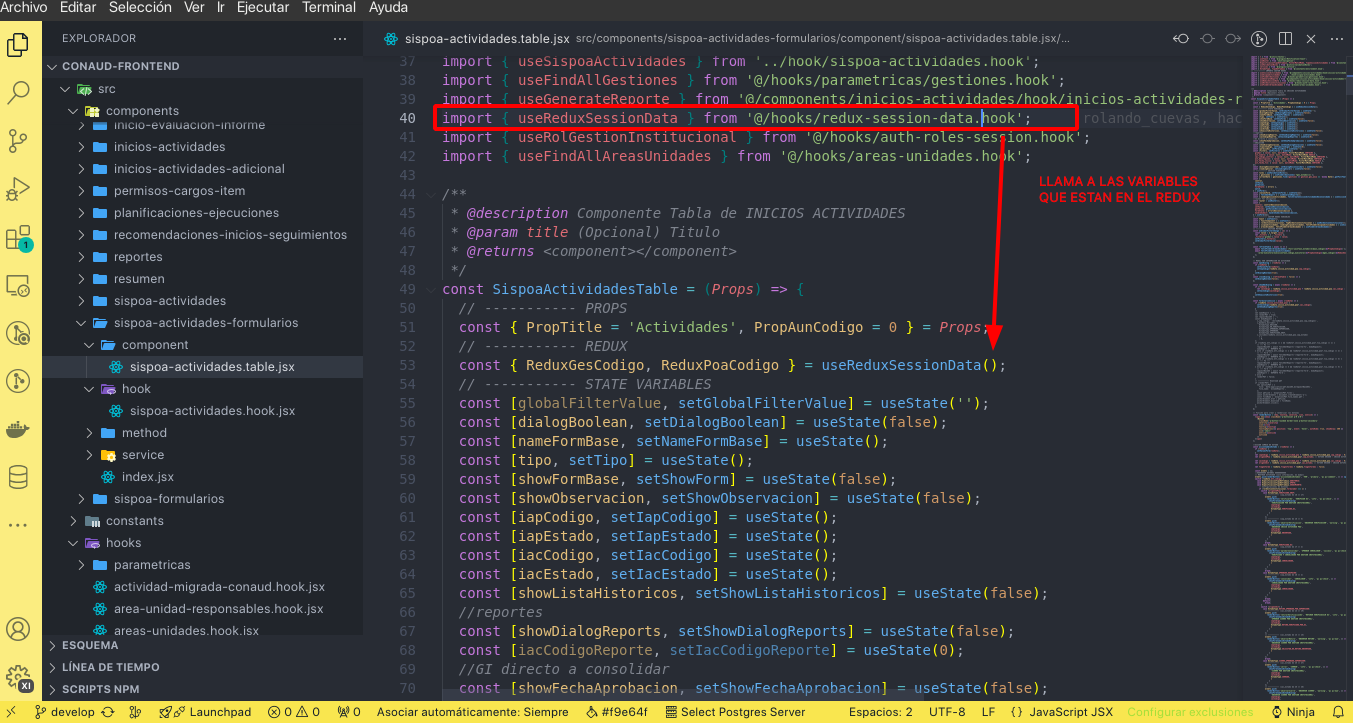 Archivo Editar Selección Ver Ir Ejecutar Terminal Ayuda
EXPLORADOR
CONAUD-FRONTEND
src
components
inicio-evaluacion-informe
inicios-actividades
inicios-actividades-adicional
permisos-cargos-item
planificaciones-ejecuciones
recomendaciones-inicios-seguimientos
reportes
resumen
sispoa-actividades
sispoa-actividades-formularios
component
sispoa-actividades.table.jsx
hook
sispoa-actividades.hook.jsx
method
service
index.jsx
sispoa-formularios
constants
hooks
parametricas
actividad-migrada-conaud.hook.jsx
area-unidad-responsables.hook.jsx
areas-unidades.hook.jsx
ESQUEMA
LÍNEA DE TIEMPO
SCRIPTS NPM
1
XI
sispoa-actividades.table.jsx src/components/sispoa-actividades-formularios/component/sispoa-actividades.table.jsx/...
37 import { useSispoaActividades } from '../hook/sispoa-actividades.hook';
38 import { useFindAllGestiones } from '@/hooks/parametricas/gestiones.hook';
39 import { useGenerateReporte } from '@/components/inicios-actividades/hook/inicios-actividades-r
40 import { useReduxSessionData } from '@/hooks/redux-session-data.hook'; rolando_cuevas, hac
41 import { useRolGestionInstitucional } from '@/hooks/auth-roles-session.hook';
42 import { useFindAllAreasUnidades } from '@/hooks/areas-unidades.hook';
43
44 /**
45 * @description Componente Tabla de INICIOS ACTIVIDADES
46 * @param title (Opcional) Titulo
47 * @returns <component></component>
48 */
49 const SispoaActividadesTable = (Props) => {
50 // ----------- PROPS
51 const { PropTitle = 'Actividades', PropAunCodigo = 0 } = Props;
52 // ----------- REDUX
53 const { ReduxGesCodigo, ReduxPoaCodigo } = useReduxSessionData();
54 // ----------- STATE VARIABLES
55 const [globalFilterValue, setGlobalFilterValue] = useState('');
56 const [dialogBoolean, setDialogBoolean] = useState(false);
57 const [nameFormBase, setNameFormBase] = useState();
58 const [tipo, setTipo] = useState();
59 const [showFormBase, setShowForm] = useState(false);
60 const [showObservacion, setShowObservacion] = useState(false);
61 const [iapCodigo, setIapCodigo] = useState();
62 const [iapEstado, setIapEstado] = useState();
63 const [iacCodigo, setIacCodigo] = useState();
64 const [iacEstado, setIacEstado] = useState();
65 const [showListaHistoricos, setShowListaHistoricos] = useState(false);
66 //reportes
67 const [showDialogReports, setShowDialogReports] = useState(false);
68 const [iacCodigoReporte, setIacCodigoReporte] = useState(0);
69 //GI directo a consolidar
70 const [showFechaAprobacion, setShowFechaAprobacion] = useState(false);
LLAMA A LAS VARIABLES
QUE ESTAN EN EL REDUX
develop Launchpad 0 0 0 Asociar automáticamente: Siempre #f9e64f Select Postgres Server Espacios: 2 UTF-8 LF {} JavaScript JSX Configurar exclusiones Ninja